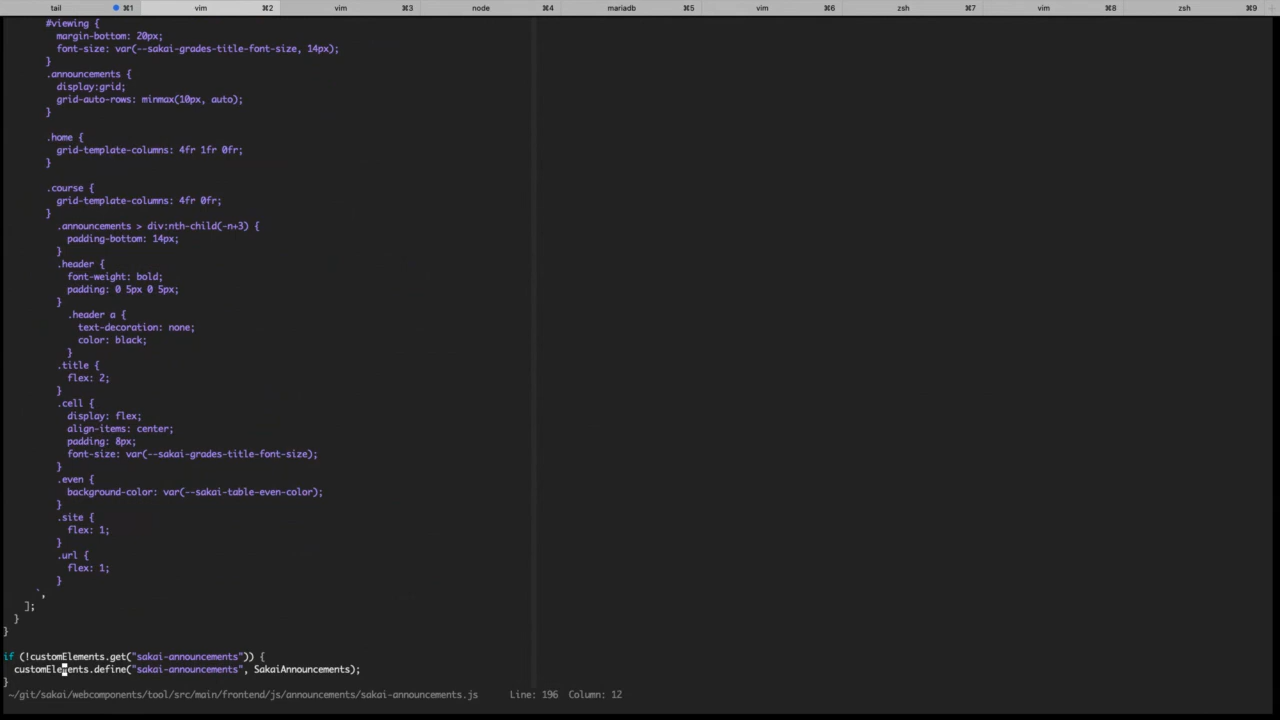 tail ⌘1 vim ⌘2 vim ⌘3 node ⌘4 mariadb ⌘5 vim ⌘6 zsh ⌘7 vim ⌘8 zsh ⌘9
#viewing {
margin-bottom: 20px;
font-size: var(--sakai-grades-title-font-size, 14px);
}
.announcements {
display:grid;
grid-auto-rows: minmax(10px, auto);
}
.home {
grid-template-columns: 4fr 1fr 0fr;
}
.course {
grid-template-columns: 4fr 0fr;
}
.announcements > div:nth-child(-n+3) {
padding-bottom: 14px;
}
.header {
font-weight: bold;
padding: 0 5px 0 5px;
}
.header a {
text-decoration: none;
color: black;
}
.title {
flex: 2;
}
.cell {
display: flex;
align-items: center;
padding: 8px;
font-size: var(--sakai-grades-title-font-size);
}
.even {
background-color: var(--sakai-table-even-color);
}
.site {
flex: 1;
}
.url {
flex: 1;
}
`,
];
}
}
if (!customElements.get("sakai-announcements")) {
customElements.define("sakai-announcements", SakaiAnnouncements);
}
~/git/sakai/webcomponents/tool/src/main/frontend/js/announcements/sakai-announcements.js Line: 196 Column: 12